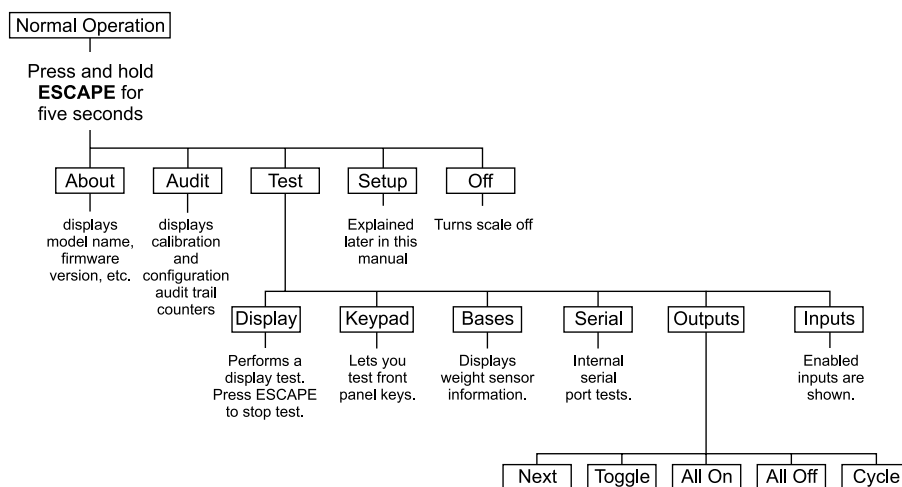 Normal Operation
Press and hold
ESCAPE for
five seconds
About
Audit
Test
Setup
Off
displays
model name,
firmware
version, etc.
displays
calibration
and
configuration
audit trail
counters
Explained
later in this
manual
Turns scale off
Display
Keypad
Bases
Serial
Outputs
Inputs
Performs a
display test.
Press ESCAPE
to stop test.
Lets you
test front
panel keys.
Displays
weight sensor
information.
Internal
serial
port tests.
Enabled
inputs are
shown.
Next
Toggle
All On
All Off
Cycle